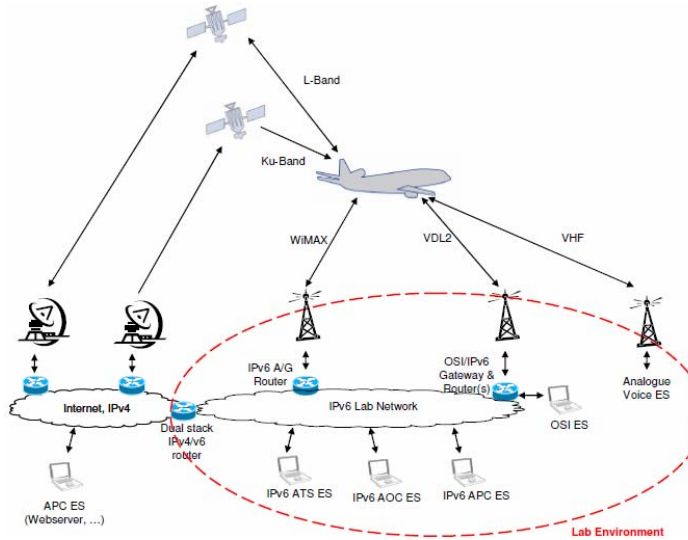 L-Band
Ku-Band
WiMAX
VDL2
VHF
IPv6 A/G
Router
OSI/IPv6
Gateway &
Router(s)
Analogue
Voice ES
Internet, IPv4
IPv6 Lab Network
OSI ES
Dual stack
IPv4/v6
router
APC ES
(Webserver, ...)
IPv6 ATS ES
IPv6 AOC ES
IPv6 APC ES
Lab Environment